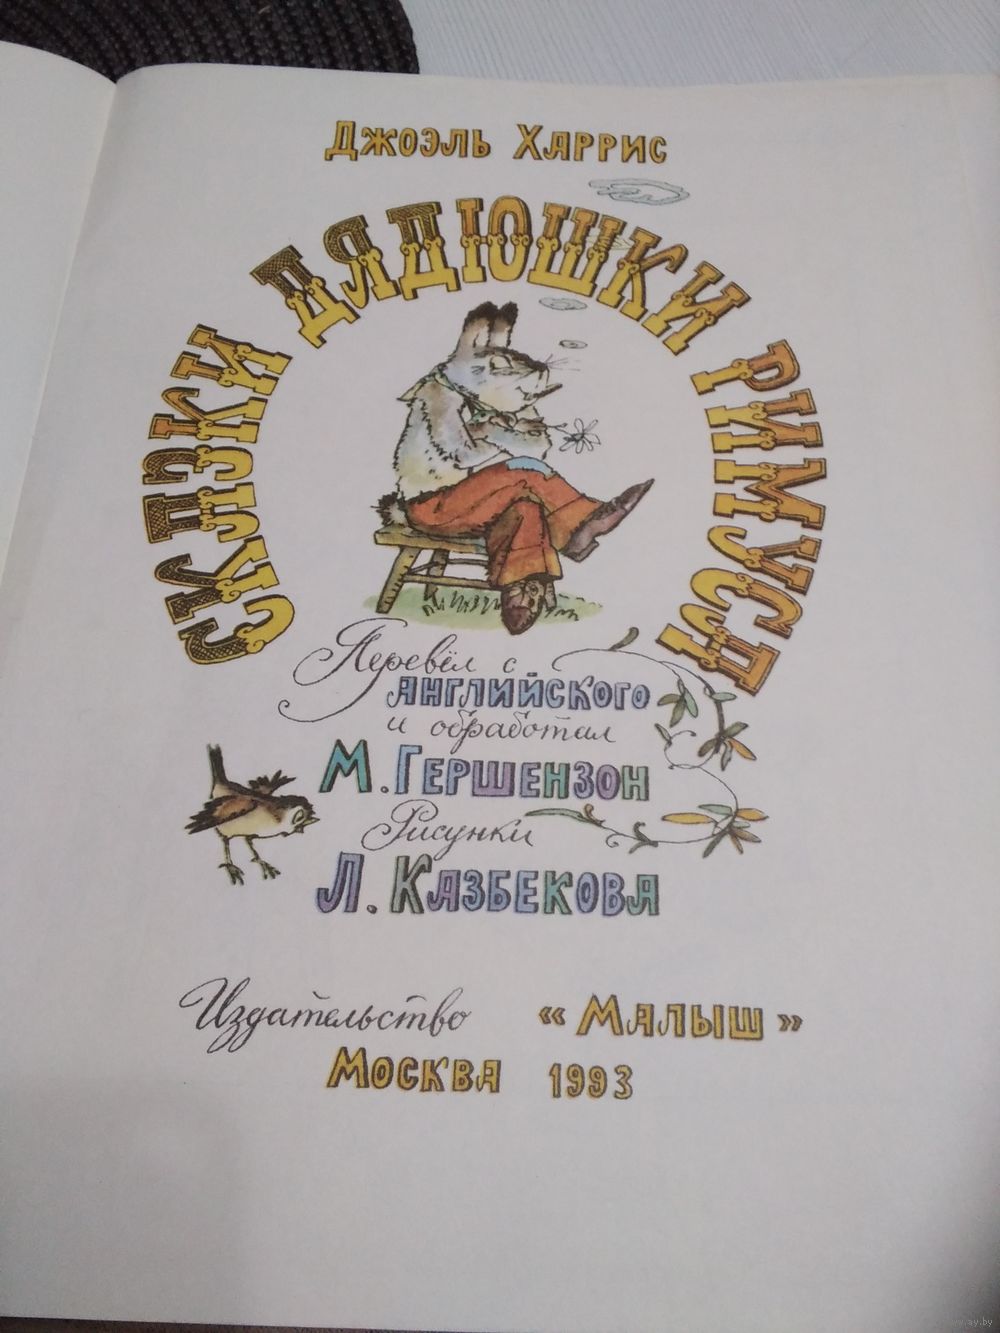 Джоэль Харрис
Сказки дядюшки Римуса
Перевёл с
английского
и обработал
М. Гершензон
Рисунки
Л. Казбекова
Издательство «Малыш»
Москва 1993